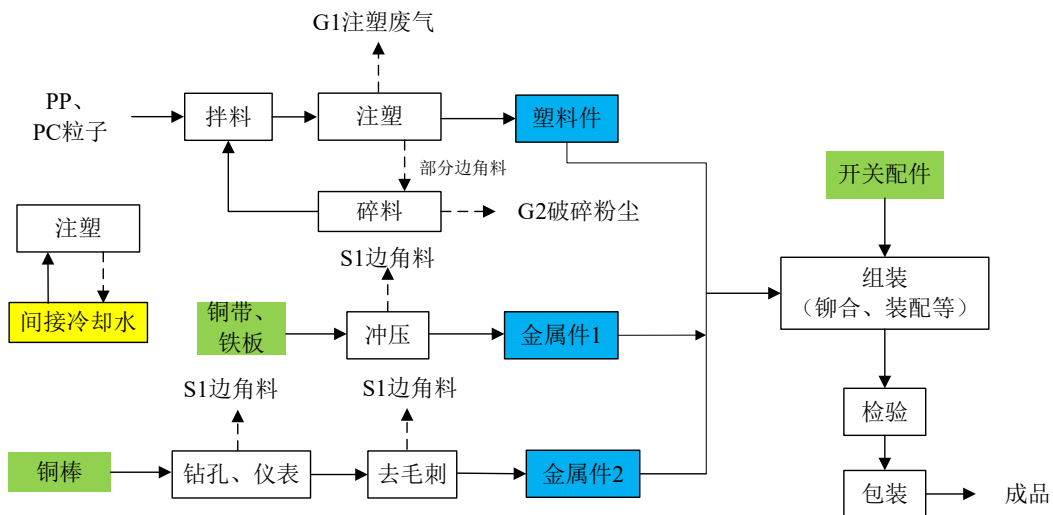 G1注塑废气
PP、
PC粒子
拌料
注塑
塑料件
部分边角料
碎料
G2破碎粉尘
注塑
间接冷却水
S1边角料
铜带、
铁板
冲压
金属件1
S1边角料
S1边角料
铜棒
钻孔、仪表
去毛刺
金属件2
开关配件
组装
（铆合、装配等）
检验
包装
成品